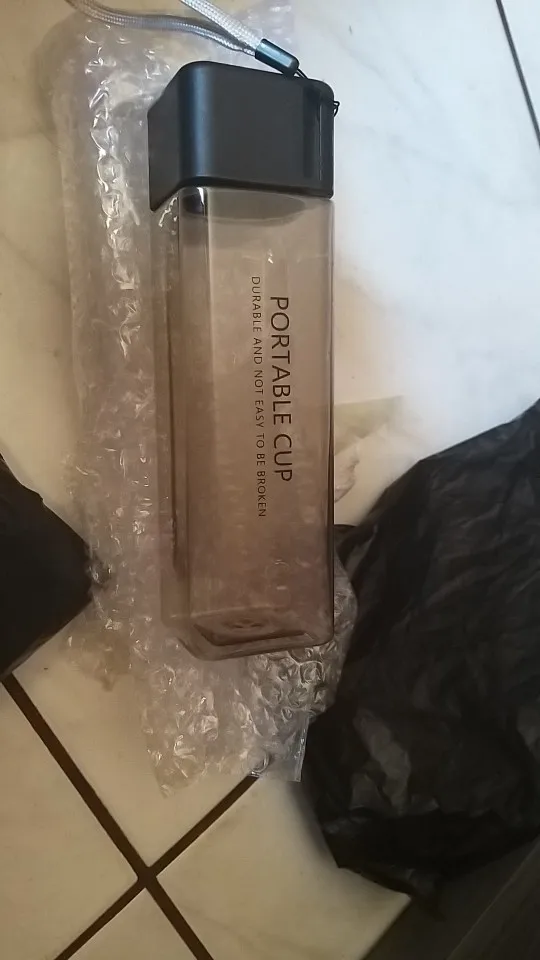 PORTABLE CUP
DURABLE AND NOT EASY TO BE BROKEN